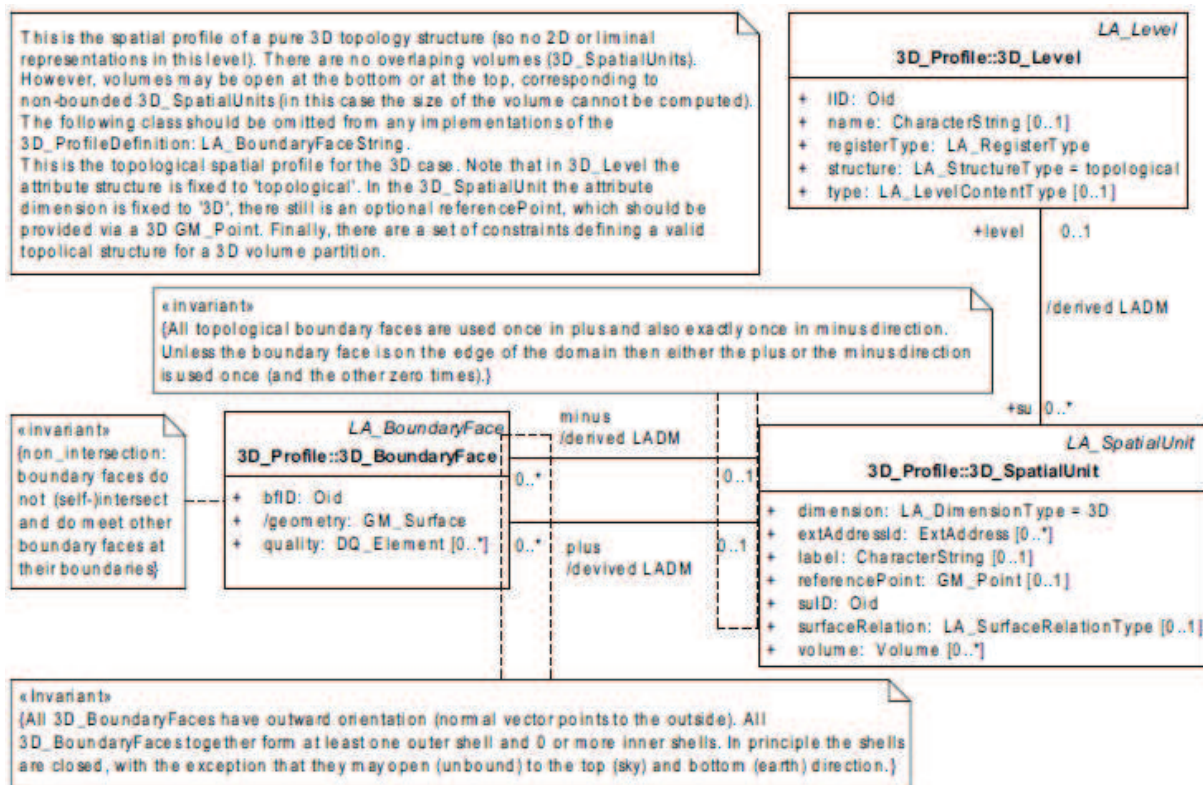 This is the spatial profile of a pure 3D topology structure (so no 2D or liminal
representations in this level). There are no overlaping volumes (3D_SpatialUnits).
However, volumes may be open at the bottom or at the top, corresponding to
non-bounded 3D_SpatialUnits (in this case the size of the volume cannot be computed).
The following class should be omitted from any implementations of the
3D_ProfileDefinition: LA_BoundaryFaceString.
This is the topological spatial profile for the 3D case. Note that in 3D_Level the
attribute structure is fixed to 'topological'. In the 3D_SpatialUnit the attribute
dimension is fixed to '3D', there still is an optional referencePoint, which should be
provided via a 3D GM_Point. Finally, there are a set of constraints defining a valid
topolical structure for a 3D volume partition.
LA_Level
3D_Profile::3D_Level
+ lID: Oid
+ name: CharacterString [0..1]
+ registerType: LA_RegisterType
+ structure: LA_StructureType = topological
+ type: LA_LevelContentType [0..1]
+level 0..1
/derived LADM
+su 0..*
«invariant»
{All topological boundary faces are used once in plus and also exactly once in minus direction.
Unless the boundary face is on the edge of the domain then either the plus or the minus direction
is used once (and the other zero times).}
«invariant»
{non_intersection:
boundary faces do
not (self-)intersect
and do meet other
boundary faces at
their boundaries}
LA_BoundaryFace
3D_Profile::3D_BoundaryFace
+ bfID: Oid
+ /geometry: GM_Surface
+ quality: DQ_Element [0..*]
minus
/derived LADM
0..* 0..1
0..* plus 0..1
/devived LADM
LA_SpatialUnit
3D_Profile::3D_SpatialUnit
+ dimension: LA_DimensionType = 3D
+ extAddressId: ExtAddress [0..*]
+ label: CharacterString [0..1]
+ referencePoint: GM_Point [0..1]
+ suID: Oid
+ surfaceRelation: LA_SurfaceRelationType [0..1]
+ volume: Volume [0..*]
«Invariant»
{All 3D_BoundaryFaces have outward orientation (normal vector points to the outside). All
3D_BoundaryFaces together form at least one outer shell and 0 or more inner shells. In principle the shells
are closed, with the exception that they may open (unbound) to the top (sky) and bottom (earth) direction.}